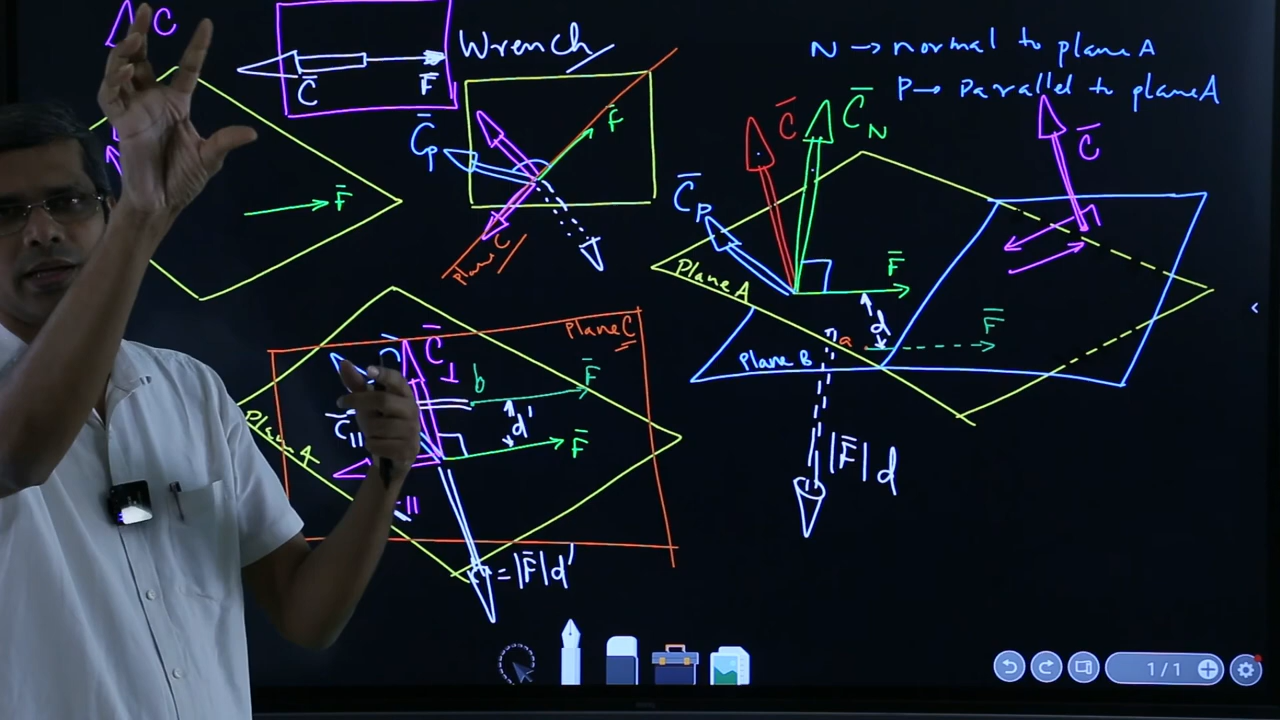 C
C̄
F̄
Wrench
F̄
C̄p
F̄
plane C
N → normal to plane A
P → parallel to plane A
C̄
C̄N
C̄p
C̄
F̄
Plane A
d
F̄
a
Plane B
|F̄|d
plane C
C̄⊥
b
F̄
d'
F̄
Plane A
C̄||
||
= |F̄|d'
1/1